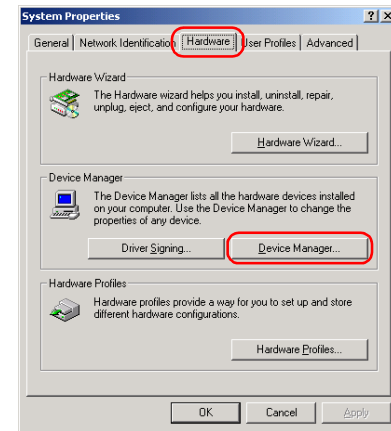 System Properties
General Network Identification Hardware User Profiles Advanced
Hardware Wizard
The Hardware wizard helps you install, uninstall, repair,
unplug, eject, and configure your hardware.
Hardware Wizard...
Device Manager
The Device Manager lists all the hardware devices installed
on your computer. Use the Device Manager to change the
properties of any device.
Driver Signing... Device Manager...
Hardware Profiles
Hardware profiles provide a way for you to set up and store
different hardware configurations.
Hardware Profiles...
OK Cancel Apply